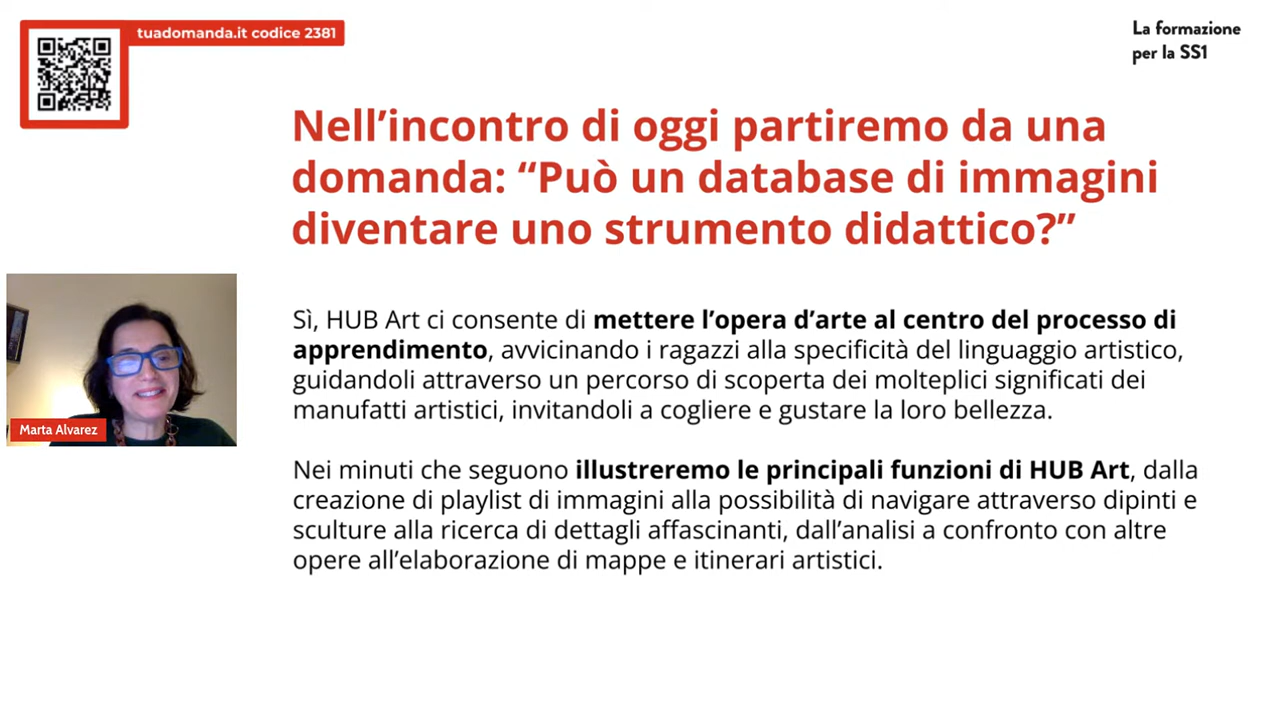 tuadomanda.it codice 2381
La formazione
per la SS1
Nell’incontro di oggi partiremo da una
domanda: “Può un database di immagini
diventare uno strumento didattico?”
Sì, HUB Art ci consente di mettere l’opera d’arte al centro del processo di
apprendimento, avvicinando i ragazzi alla specificità del linguaggio artistico,
guidandoli attraverso un percorso di scoperta dei molteplici significati dei
manufatti artistici, invitandoli a cogliere e gustare la loro bellezza.
Nei minuti che seguono illustreremo le principali funzioni di HUB Art, dalla
creazione di playlist di immagini alla possibilità di navigare attraverso dipinti e
sculture alla ricerca di dettagli affascinanti, dall’analisi a confronto con altre
opere all’elaborazione di mappe e itinerari artistici.
Marta Alvarez